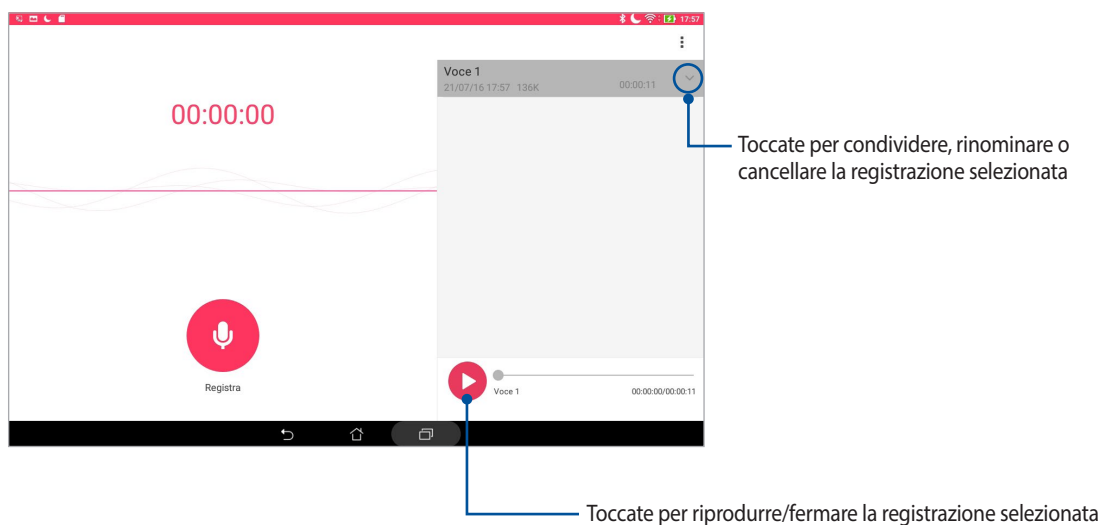 17:57
Voce 1
21/07/16 17:57 136K
00:00:11
00:00:00
Toccate per condividere, rinominare o
cancellare la registrazione selezionata
Registra
Voce 1
00:00:00/00:00:11
Toccate per riprodurre/fermare la registrazione selezionata